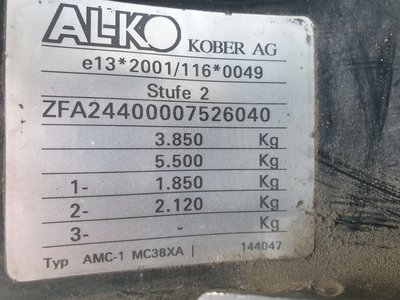 AL-KO KOBER AG
e13*2001/116*0049
Stufe 2
ZFA24400007526040
3.850 Kg
5.500 Kg
1- 1.850 Kg
2- 2.120 Kg
3- - Kg
Typ AMC-1 MC38XA | 144047